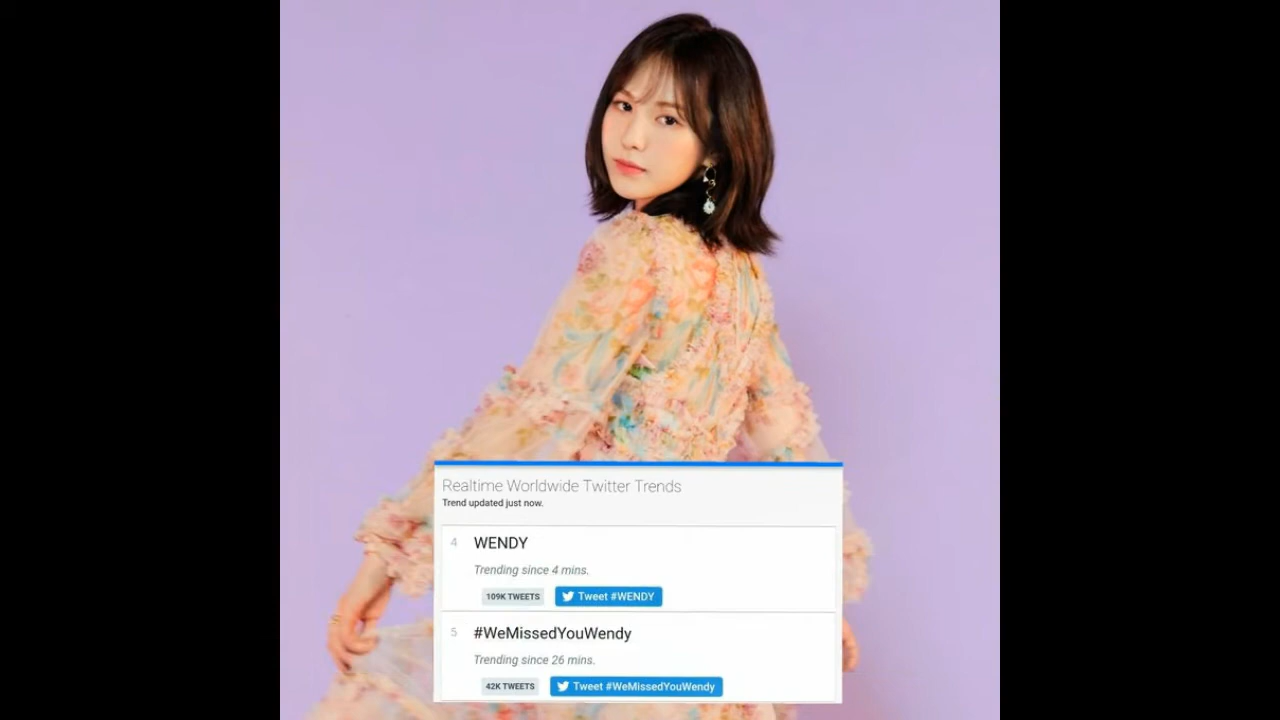 Realtime Worldwide Twitter Trends
Trend updated just now.
4 WENDY
Trending since 4 mins.
109K TWEETS Tweet #WENDY
5 #WeMissedYouWendy
Trending since 26 mins.
42K TWEETS Tweet #WeMissedYouWendy